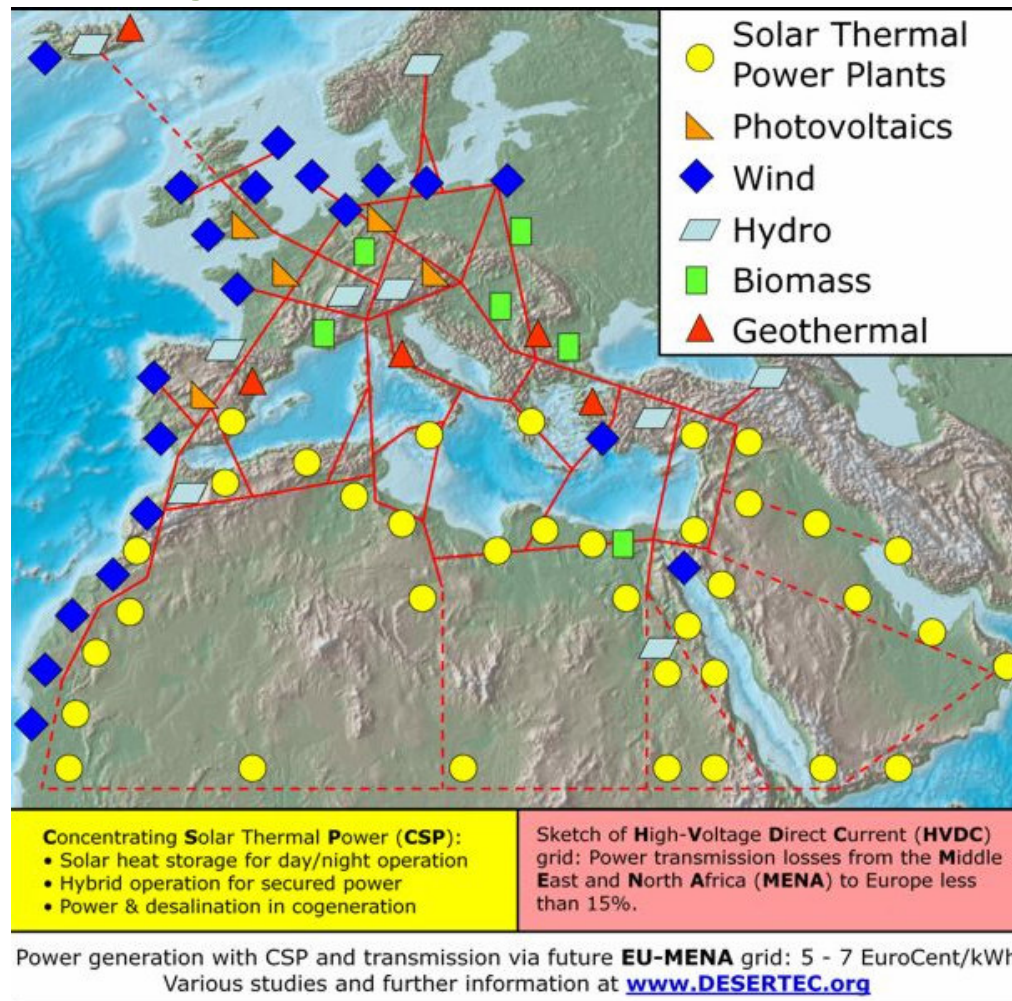 Solar Thermal
Power Plants
Photovoltaics
Wind
Hydro
Biomass
Geothermal
Concentrating Solar Thermal Power (CSP):
• Solar heat storage for day/night operation
• Hybrid operation for secured power
• Power & desalination in cogeneration
Sketch of High-Voltage Direct Current (HVDC)
grid: Power transmission losses from the Middle
East and North Africa (MENA) to Europe less
than 15%.
Power generation with CSP and transmission via future EU-MENA grid: 5 - 7 EuroCent/kWh
Various studies and further information at www.DESERTEC.org